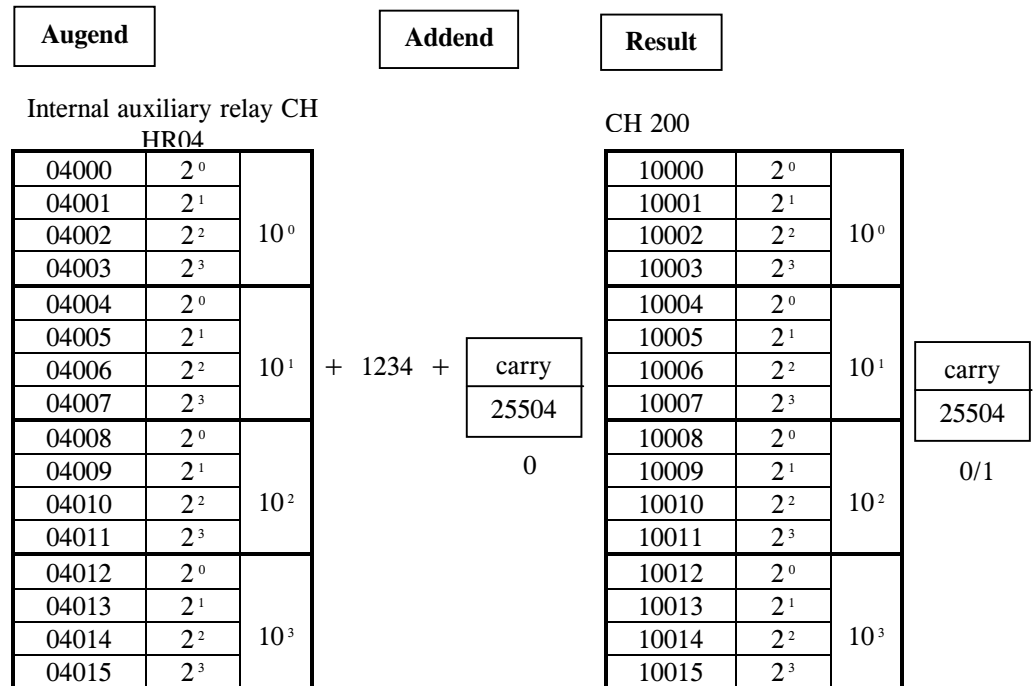 Augend Addend Result
Internal auxiliary relay CH
HR04
CH 200
04000 2⁰ 10000 2⁰
04001 2¹ 10001 2¹
04002 2² 10⁰ 10002 2² 10⁰
04003 2³ 10003 2³
04004 2⁰ 10004 2⁰
04005 2¹ 10005 2¹
04006 2² 10¹ + 1234 + carry 10006 2² 10¹ carry
04007 2³ 25504 10007 2³ 25504
04008 2⁰ 10008 2⁰
04009 2¹ 0 10009 2¹ 0/1
04010 2² 10² 10010 2² 10²
04011 2³ 10011 2³
04012 2⁰ 10012 2⁰
04013 2¹ 10013 2¹
04014 2² 10³ 10014 2² 10³
04015 2³ 10015 2³